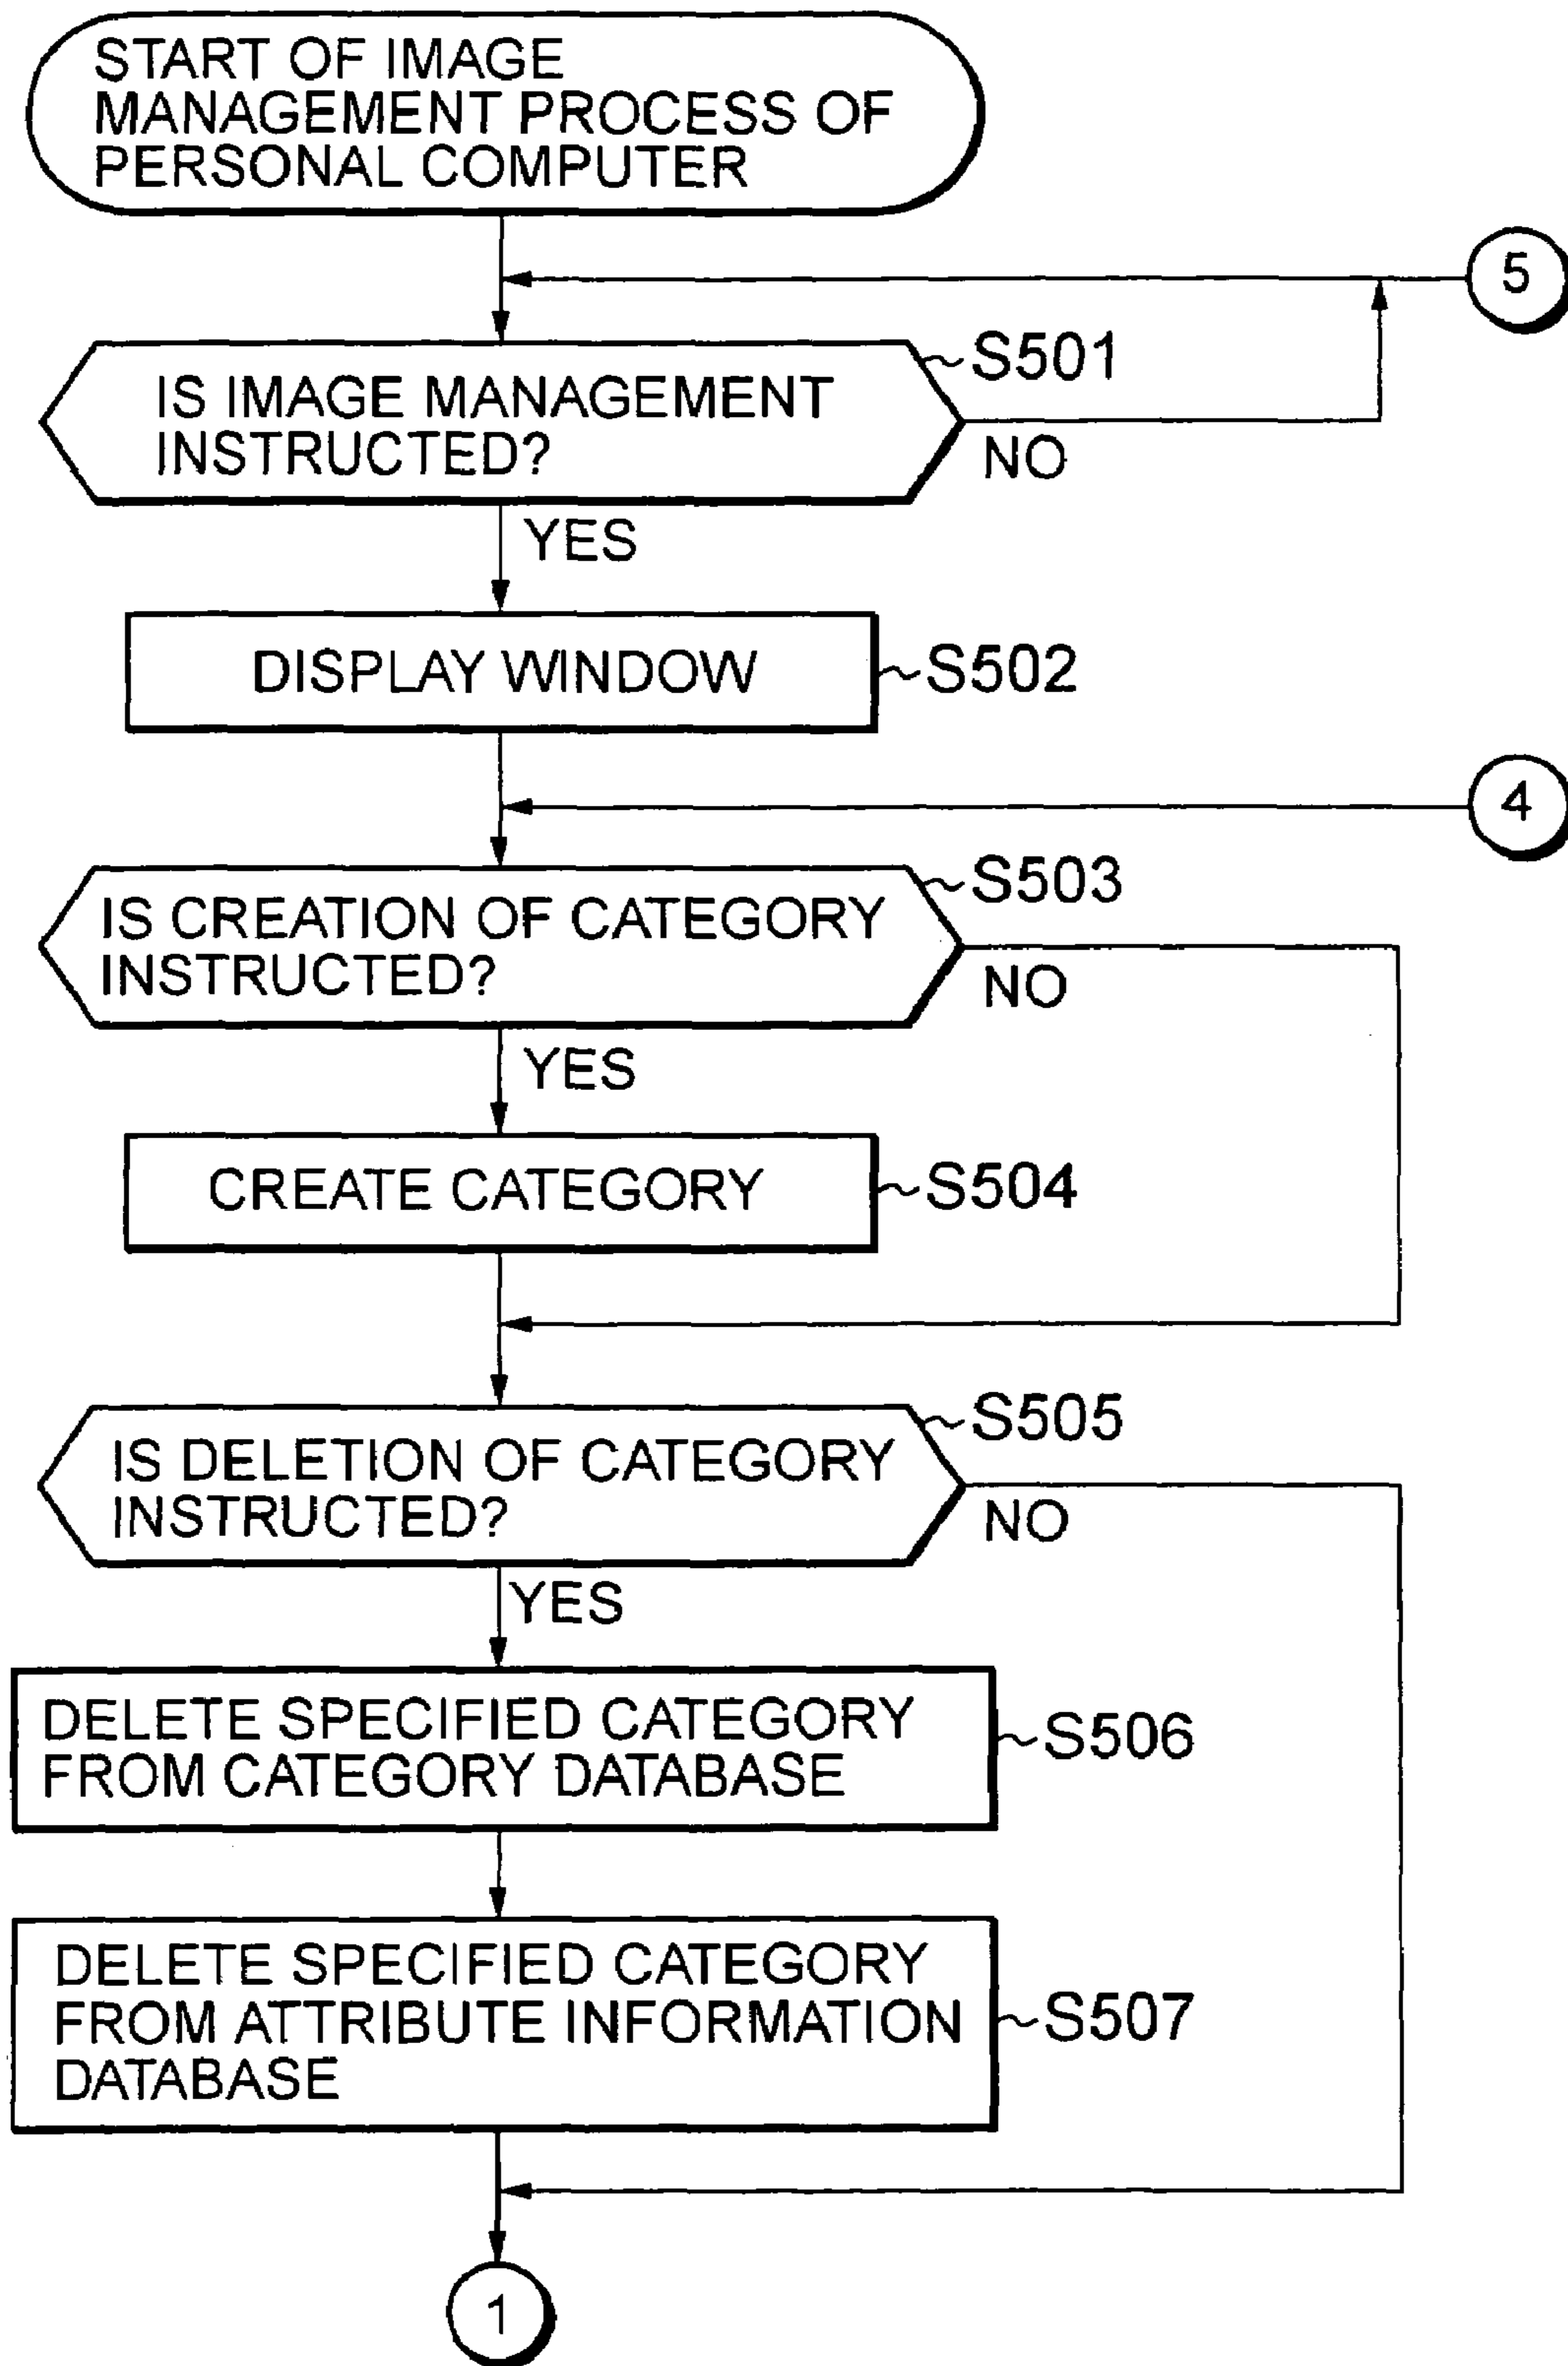 START OF IMAGE
MANAGEMENT PROCESS OF
PERSONAL COMPUTER
5
S501
IS IMAGE MANAGEMENT
INSTRUCTED?
NO
YES
DISPLAY WINDOW
S502
4
S503
IS CREATION OF CATEGORY
INSTRUCTED?
NO
YES
CREATE CATEGORY
S504
S505
IS DELETION OF CATEGORY
INSTRUCTED?
NO
YES
DELETE SPECIFIED CATEGORY
FROM CATEGORY DATABASE
S506
DELETE SPECIFIED CATEGORY
FROM ATTRIBUTE INFORMATION
DATABASE
S507
1